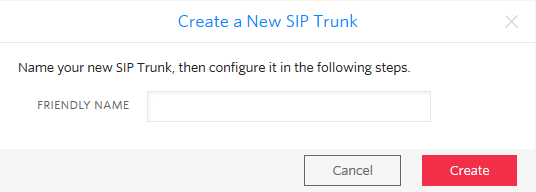 Create a New SIP Trunk
Name your new SIP Trunk, then configure it in the following steps.
FRIENDLY NAME
Cancel
Create